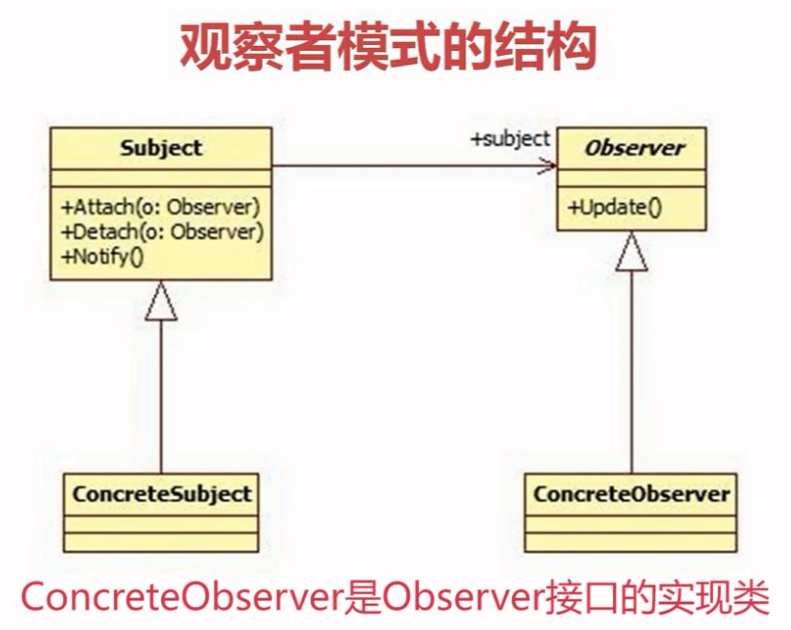 观察者模式的结构
Subject
+Attach(o: Observer)
+Detach(o: Observer)
+Notify()
+subject
Observer
+Update()
ConcreteSubject
ConcreteObserver
ConcreteObserver是Observer接口的实现类